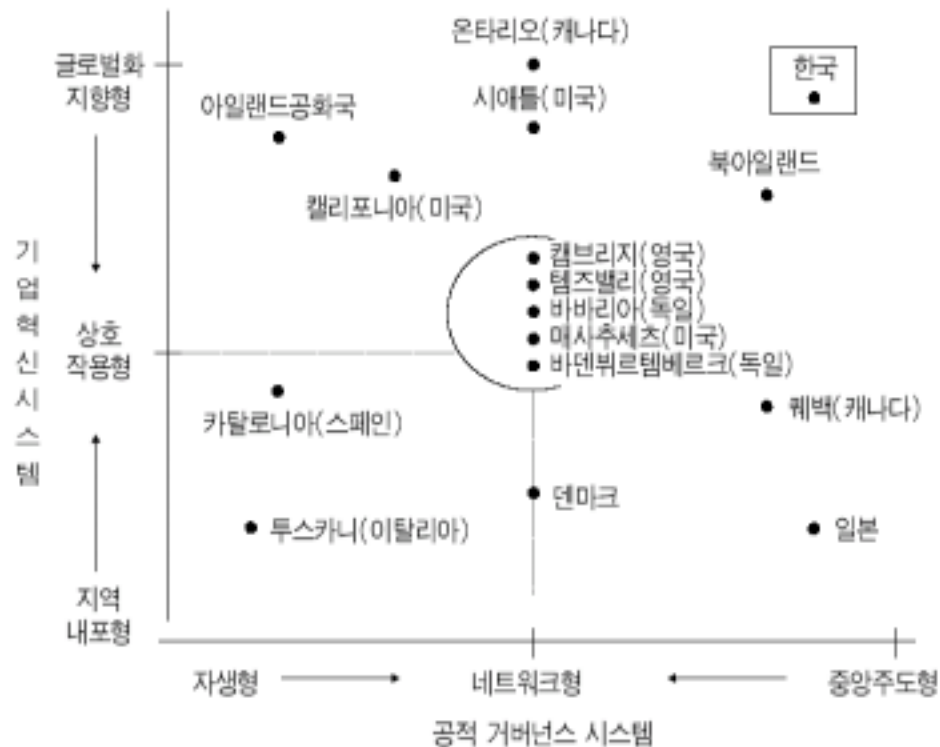 온타리오(캐나다)
글로벌화
지향형
한국
시애틀(미국)
아일랜드공화국
북아일랜드
캘리포니아(미국)
기업혁신시스템
캠브리지(영국)
템즈밸리(영국)
바바리아(독일)
상호
작용형
매사추세츠(미국)
바덴뷔르템베르크(독일)
카탈로니아(스페인)
퀘백(캐나다)
덴마크
투스카니(이탈리아)
일본
지역
내포형
자생형
네트워크형
중앙주도형
공적 거버넌스 시스템